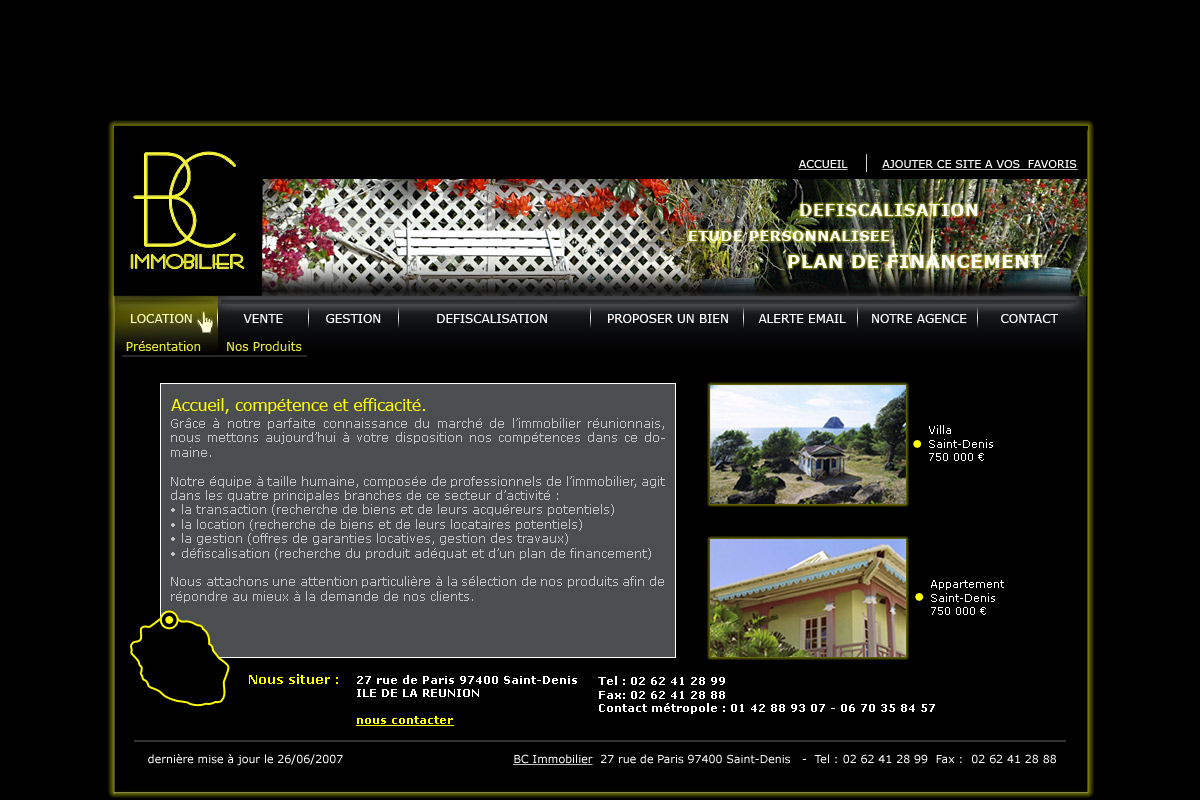 BC
IMMOBILIER
ACCUEIL
AJOUTER CE SITE A VOS FAVORIS
DEFISCALISATION
ETUDE PERSONNALISEE
PLAN DE FINANCEMENT
LOCATION
VENTE
GESTION
DEFISCALISATION
PROPOSER UN BIEN
ALERTE EMAIL
NOTRE AGENCE
CONTACT
Présentation
Nos Produits
Accueil, compétence et efficacité.
Grâce à notre parfaite connaissance du marché de l'immobilier réunionnais,
nous mettons aujourd'hui à votre disposition nos compétences dans ce do-
maine.
Notre équipe à taille humaine, composée de professionnels de l'immobilier, agit
dans les quatre principales branches de ce secteur d'activité :
• la transaction (recherche de biens et de leurs acquéreurs potentiels)
• la location (recherche de biens et de leurs locataires potentiels)
• la gestion (offres de garanties locatives, gestion des travaux)
• défiscalisation (recherche du produit adéquat et d'un plan de financement)
Nous attachons une attention particulière à la sélection de nos produits afin de
répondre au mieux à la demande de nos clients.
Villa
Saint-Denis
750 000 €
Appartement
Saint-Denis
750 000 €
Nous situer :
27 rue de Paris 97400 Saint-Denis
ILE DE LA REUNION
nous contacter
Tel : 02 62 41 28 99
Fax: 02 62 41 28 88
Contact métropole : 01 42 88 93 07 - 06 70 35 84 57
dernière mise à jour le 26/06/2007
BC Immobilier 27 rue de Paris 97400 Saint-Denis - Tel : 02 62 41 28 99 Fax : 02 62 41 28 88